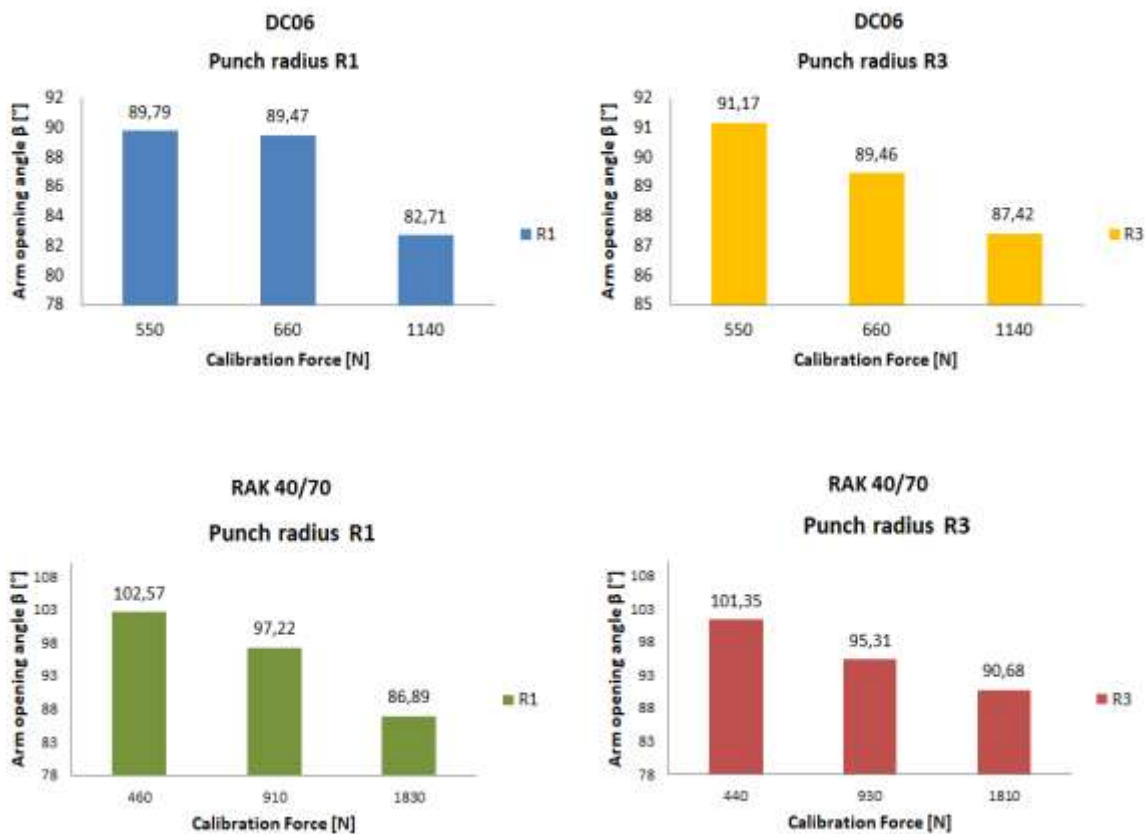 DC06
Punch radius R1
Arm opening angle β [°]
92
90
88
86
84
82
80
78
89,79
89,47
82,71
550
660
1140
Calibration Force [N]
R1
DC06
Punch radius R3
Arm opening angle β [°]
92
91
90
89
88
87
86
85
91,17
89,46
87,42
550
660
1140
Calibration Force [N]
R3
RAK 40/70
Punch radius R1
Arm opening angle β [°]
108
103
98
93
88
83
78
102,57
97,22
86,89
460
910
1830
Calibration Force [N]
R1
RAK 40/70
Punch radius R3
Arm opening angle β [°]
108
103
98
93
88
83
78
101,35
95,31
90,68
440
930
1810
Calibration Force [N]
R3